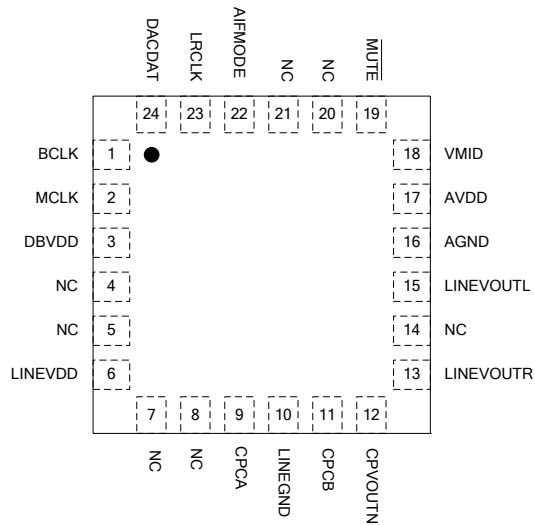 DACDAT
LRCLK
AIFMODE
NC
NC
MUTE
24
23
22
21
20
19
BCLK 1
18 VMID
MCLK 2
17 AVDD
DBVDD 3
16 AGND
NC 4
15 LINEVOUTL
NC 5
14 NC
LINEVDD 6
13 LINEVOUTR
7
8
9
10
11
12
NC
NC
CPCA
LINEGND
CPCB
CPVOUTN